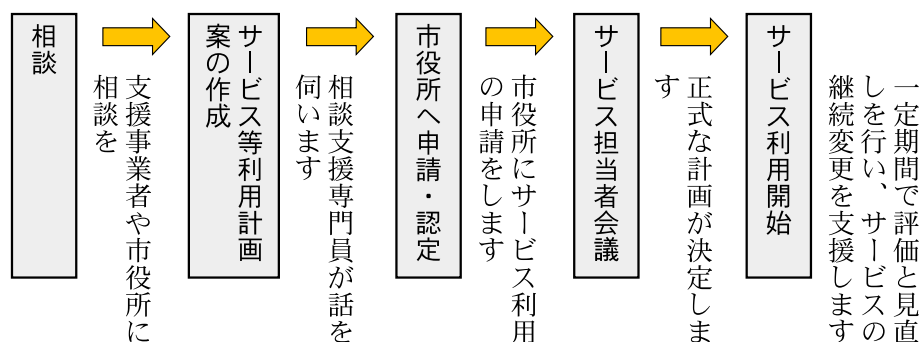 相談
支援事業者や市役所に
相談を
サービス等利用計画
案の作成
相談支援専門員が話を
伺います
市役所へ申請・認定
市役所にサービス利用
の申請をします
サービス担当者会議
正式な計画が決定しま
す
サービス利用開始
一定期間で評価と見直
しを行い、サービスの
継続変更を支援します